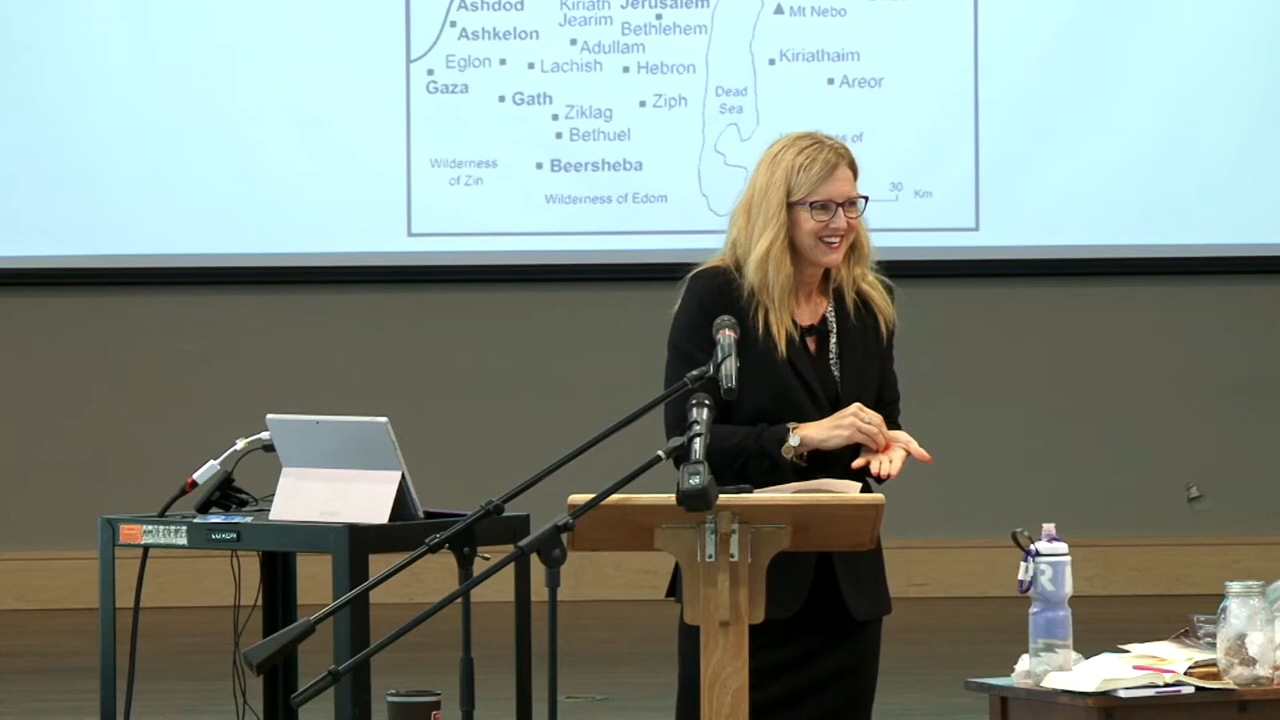 Ashdod
Kiriath
Jearim
Jerusalem
Bethlehem
Mt Nebo
Ashkelon
Adullam
Kiriathaim
Eglon
Lachish
Hebron
Areor
Gaza
Gath
Ziklag
Ziph
Dead
Sea
Bethuel
of
Wilderness
of Zin
Beersheba
Wilderness of Edom
30
Km
LUXOR
R